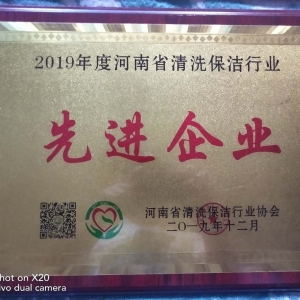 2019年度河南省清洗保洁行业
先进企业
河南省清洗保洁行业协会
二〇一九年十二月
Shot on X20
vivo dual camera